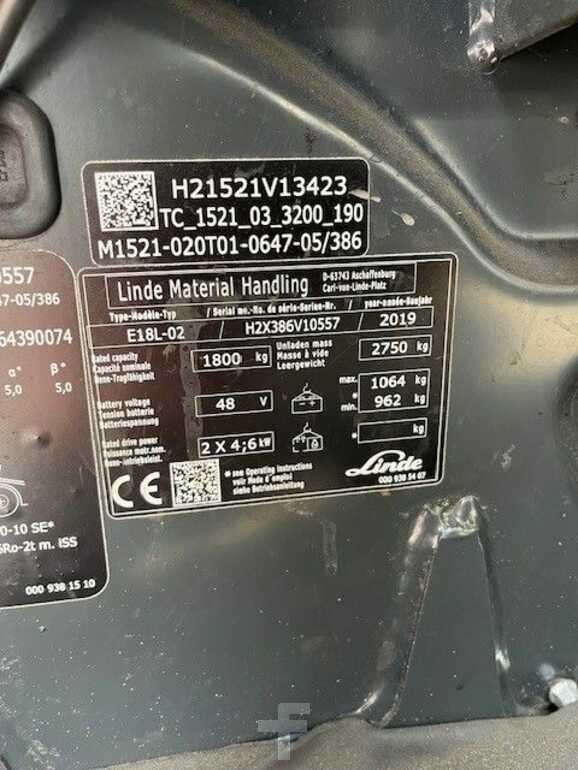 H21521V13423
TC_1521_03_3200_190
M1521-020T01-0647-05/386
Linde Material Handling
D-63743 Aschaffenburg
Carl-von-Linde-Platz
Type-Modèle-Typ / Serial nr.-No. de série-Serien-Nr. year-année-Baujahr
E18L-02 H2X386V10557 2019
Rated capacity
Capacité nominale
Nenn-Tragfähigkeit
1800 kg
Unladen mass
Masse à vide
Leergewicht
2750 kg
Battery voltage
Tension batterie
Batteriespannung
48 V
max. 1064 kg
* min. 962 kg
Rated drive power
Puissance motr.nom.
Nenn-Antriebsleist.
2 X 4;6 kW
* kg
CE
* see Operating instructions
voir Mode d'emploi
siehe Betriebsanleitung
Linde
000 938 54 07
0557
47-05/386
64390074
α° β°
5,0 5,0
0-10 SE*
5Ro-2t m. ISS
000 938 15 10